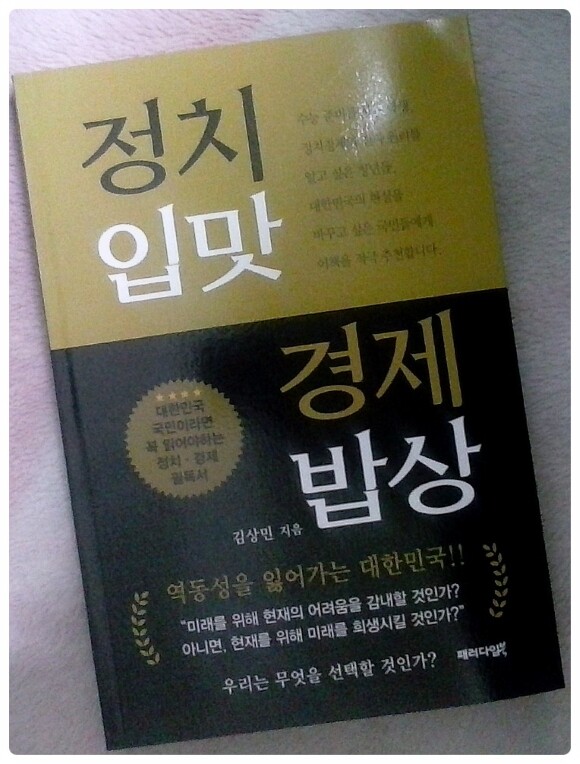 정치
입맛
수능 준비
정치경제 원리를
알고 싶은 청년들,
대한민국의 해상을
바꾸고 싶은 국민들에게
이책을 적극 추천합니다.
경제
밥상
★★★★
대한민국
국민이라면
꼭 읽어야하는
정치·경제
필독서
김상민 지음
역동성을 잃어가는 대한민국!!
"미래를 위해 현재의 어려움을 감내할 것인가?
아니면, 현재를 위해 미래를 희생시킬 것인가?"
우리는 무엇을 선택할 것인가?
패러다임북